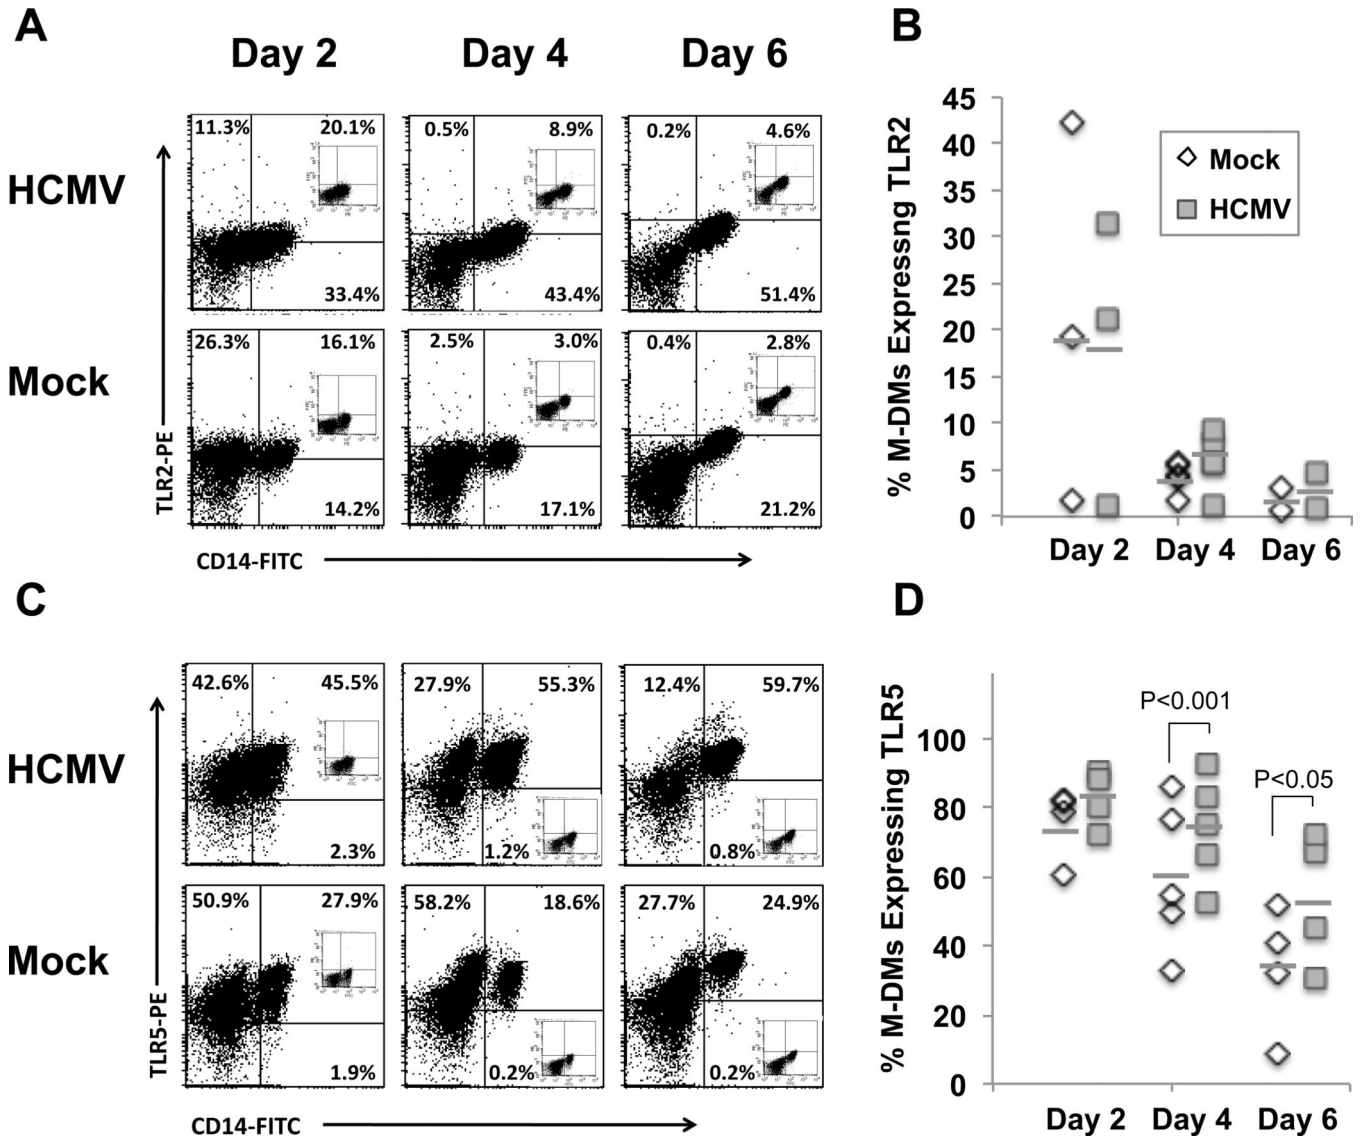 A
B
Day 2
Day 4
Day 6
HCMV
11.3%
20.1%
33.4%
0.5%
8.9%
43.4%
0.2%
4.6%
51.4%
Mock
26.3%
16.1%
14.2%
2.5%
3.0%
17.1%
0.4%
2.8%
21.2%
TLR2-PE
CD14-FITC
% M-DMs Expressng TLR2
45
40
35
30
25
20
15
10
5
0
Mock
HCMV
Day 2
Day 4
Day 6
C
D
HCMV
42.6%
45.5%
2.3%
27.9%
55.3%
1.2%
12.4%
59.7%
0.8%
Mock
50.9%
27.9%
1.9%
58.2%
18.6%
0.2%
27.7%
24.9%
0.2%
TLR5-PE
CD14-FITC
% M-DMs Expressing TLR5
100
80
60
40
20
0
P<0.001
P<0.05
Day 2
Day 4
Day 6